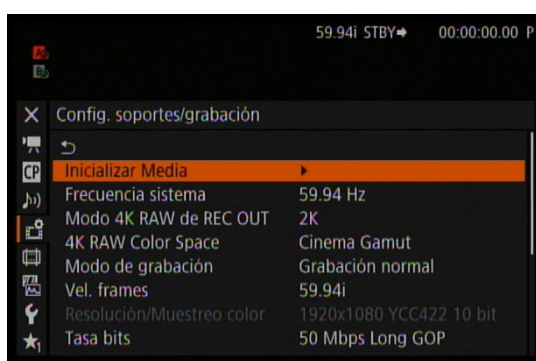 59.94i STBY➡ 00:00:00.00 P
A
B
Config. soportes/grabación
Inicializar Media
CP
Frecuencia sistema 59.94 Hz
Modo 4K RAW de REC OUT 2K
4K RAW Color Space Cinema Gamut
Modo de grabación Grabación normal
Vel. frames 59.94i
Resolución/Muestreo color 1920x1080 YCC422 10 bit
Tasa bits 50 Mbps Long GOP
1